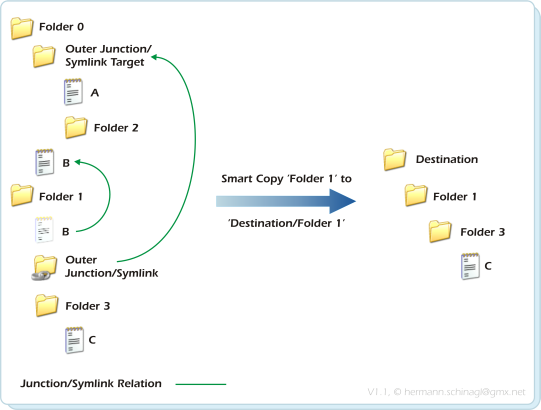 Folder 0
Outer Junction/
Symlink Target
A
Folder 2
B
Folder 1
B
Outer
Junction/Symlink
Folder 3
C
Smart Copy 'Folder 1' to
'Destination/Folder 1'
Destination
Folder 1
Folder 3
C
Junction/Symlink Relation
V1.1, © hermann.schinagl@gmx.net